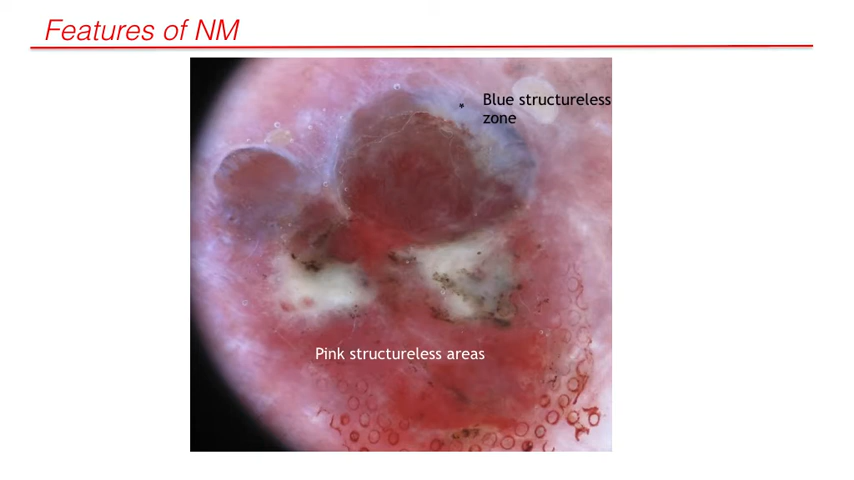 Features of NM
* Blue structureless
zone
Pink structureless areas